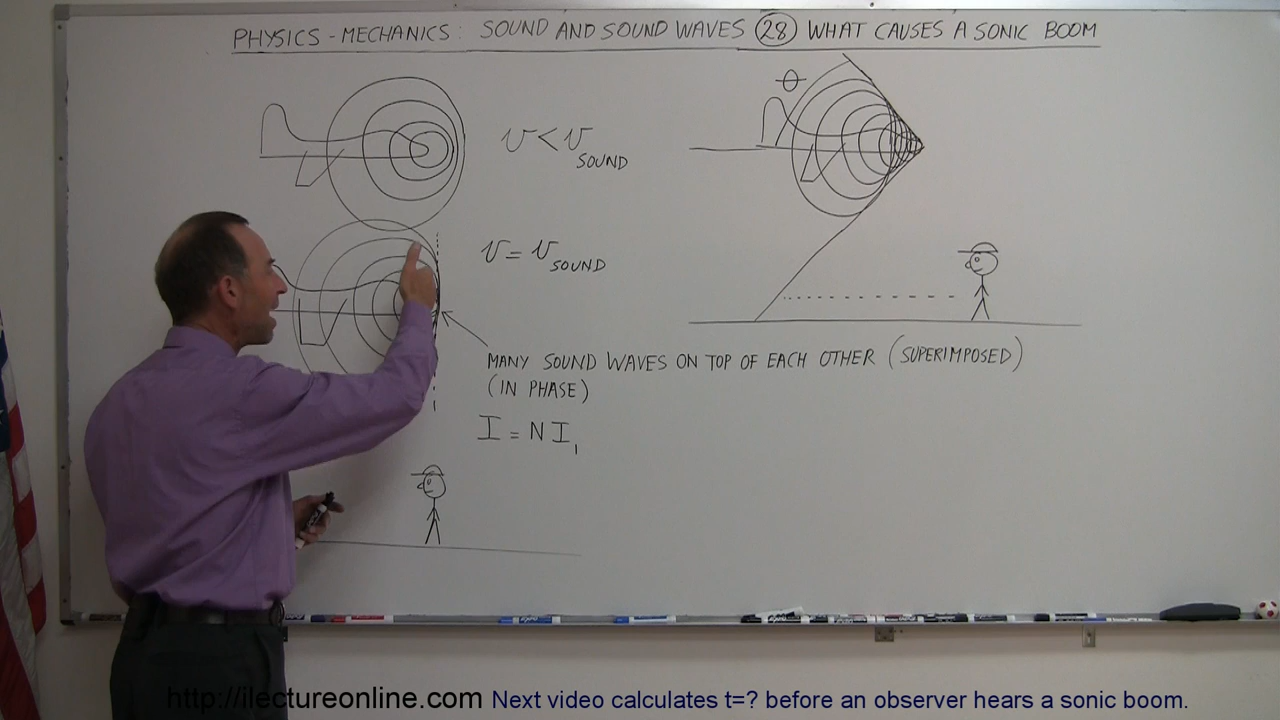 PHYSICS - MECHANICS: SOUND AND SOUND WAVES 28 WHAT CAUSES A SONIC BOOM
θ
v < v SOUND
v = v SOUND
MANY SOUND WAVES ON TOP OF EACH OTHER (SUPERIMPOSED)
(IN PHASE)
I = N I₁
http://ilectureonline.com Next video calculates t=? before an observer hears a sonic boom.